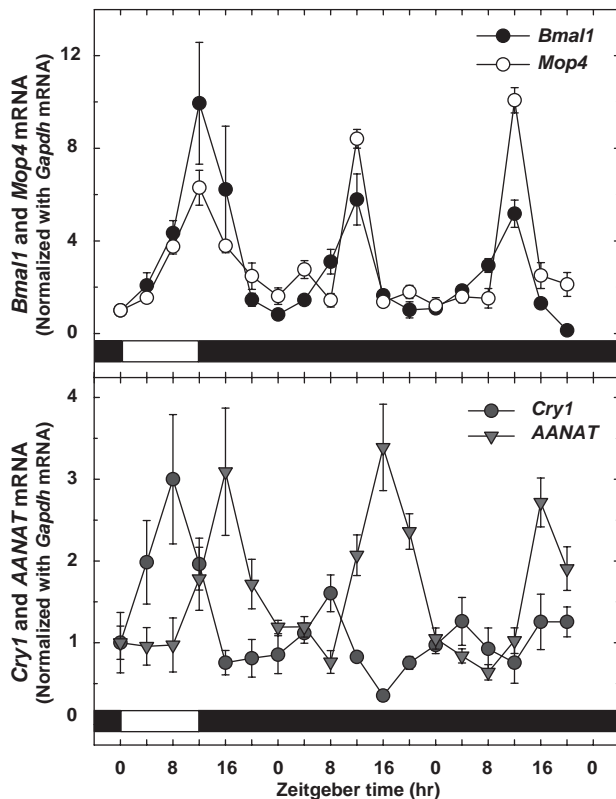 Bmal1 and Mop4 mRNA
(Normalized with Gapdh mRNA)
12
8
4
0
Bmal1
Mop4
Cry1 and AANAT mRNA
(Normalized with Gapdh mRNA)
4
3
2
1
0
Cry1
AANAT
0 8 16 0 8 16 0 8 16 0
Zeitgeber time (hr)